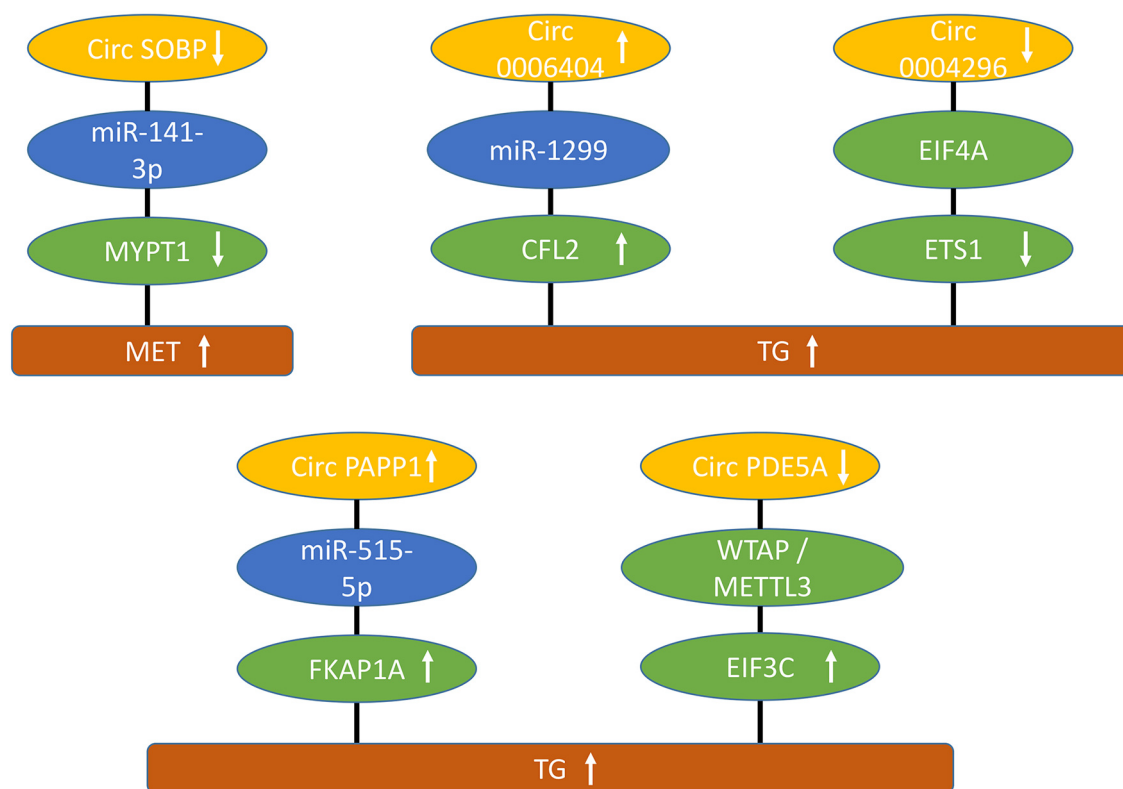 Circ SOBP ↓
miR-141-
3p
MYPT1 ↓
MET ↑
Circ
0006404 ↑
miR-1299
CFL2 ↑
Circ
0004296 ↓
EIF4A
ETS1 ↓
TG ↑
Circ PAPP1 ↑
miR-515-
5p
FKAP1A ↑
Circ PDE5A ↓
WTAP /
METTL3
EIF3C ↑
TG ↑